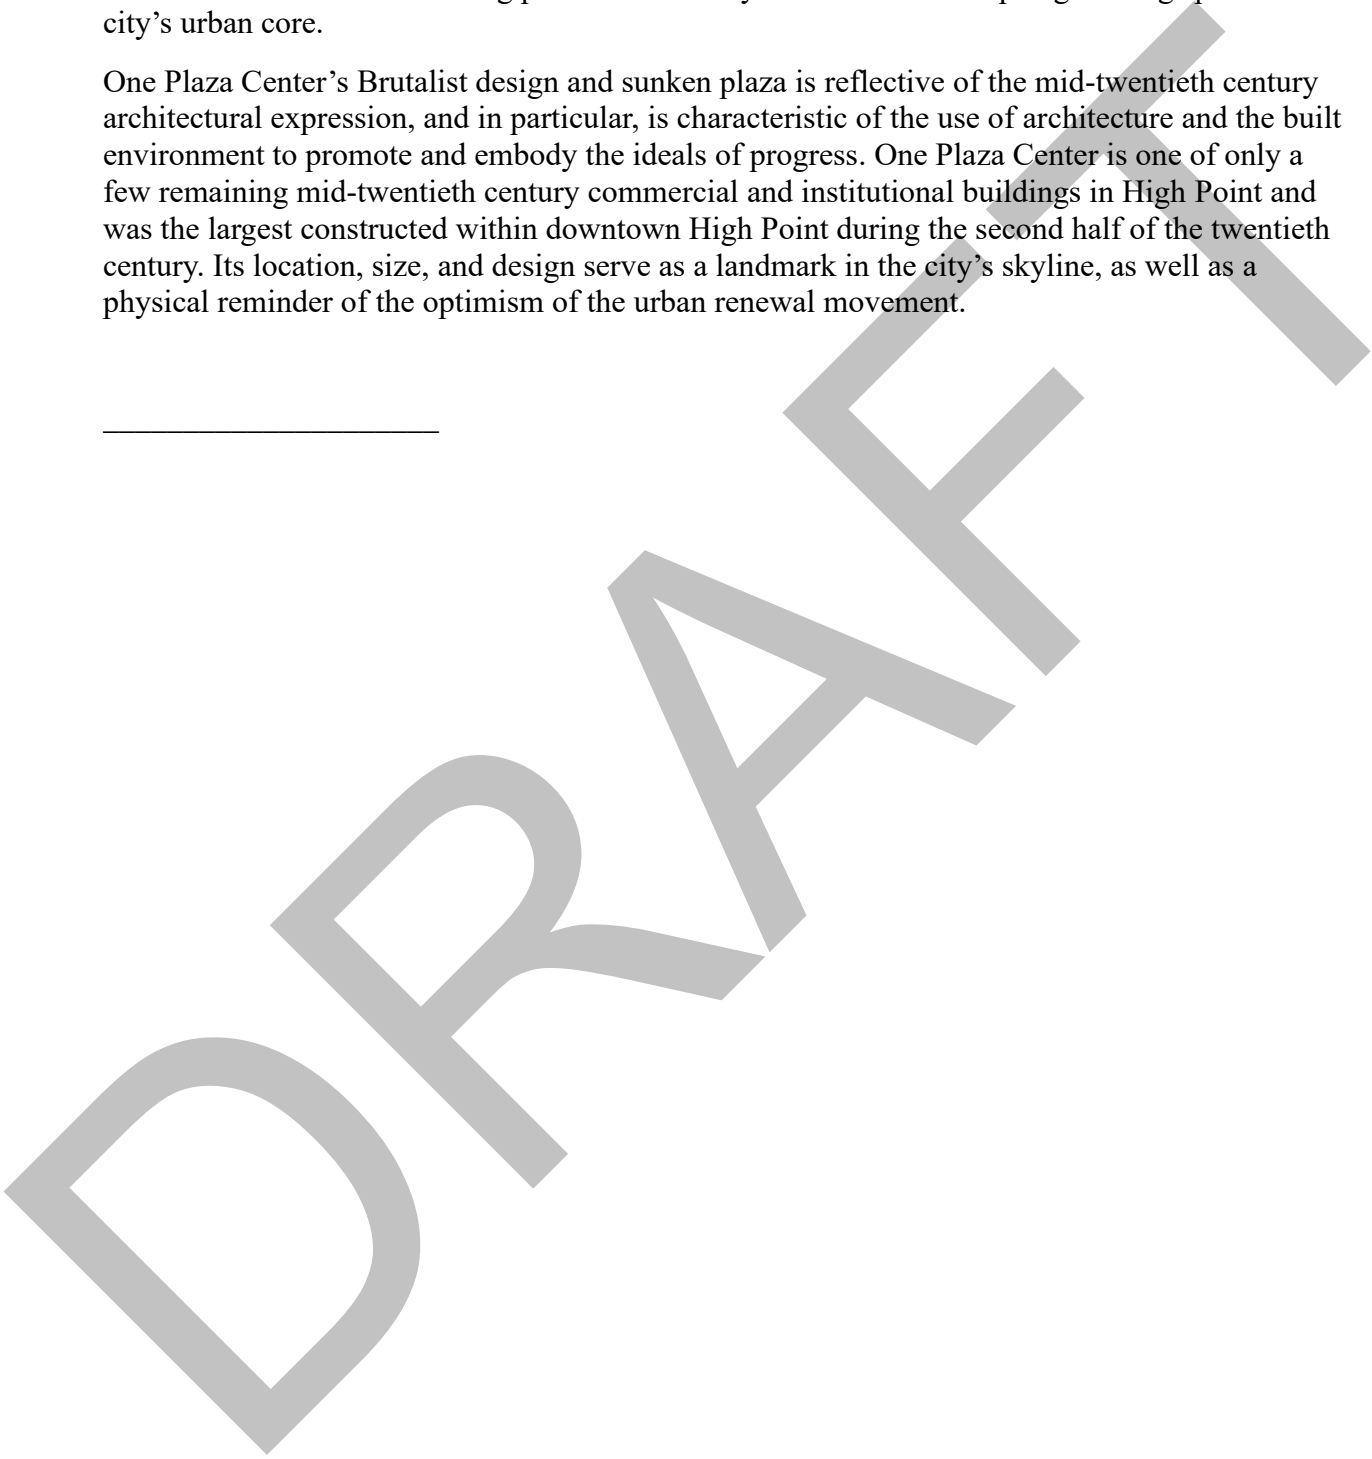 city’s urban core.
One Plaza Center’s Brutalist design and sunken plaza is reflective of the mid-twentieth century
architectural expression, and in particular, is characteristic of the use of architecture and the built
environment to promote and embody the ideals of progress. One Plaza Center is one of only a
few remaining mid-twentieth century commercial and institutional buildings in High Point and
was the largest constructed within downtown High Point during the second half of the twentieth
century. Its location, size, and design serve as a landmark in the city’s skyline, as well as a
physical reminder of the optimism of the urban renewal movement.
_____________________
DRAFT